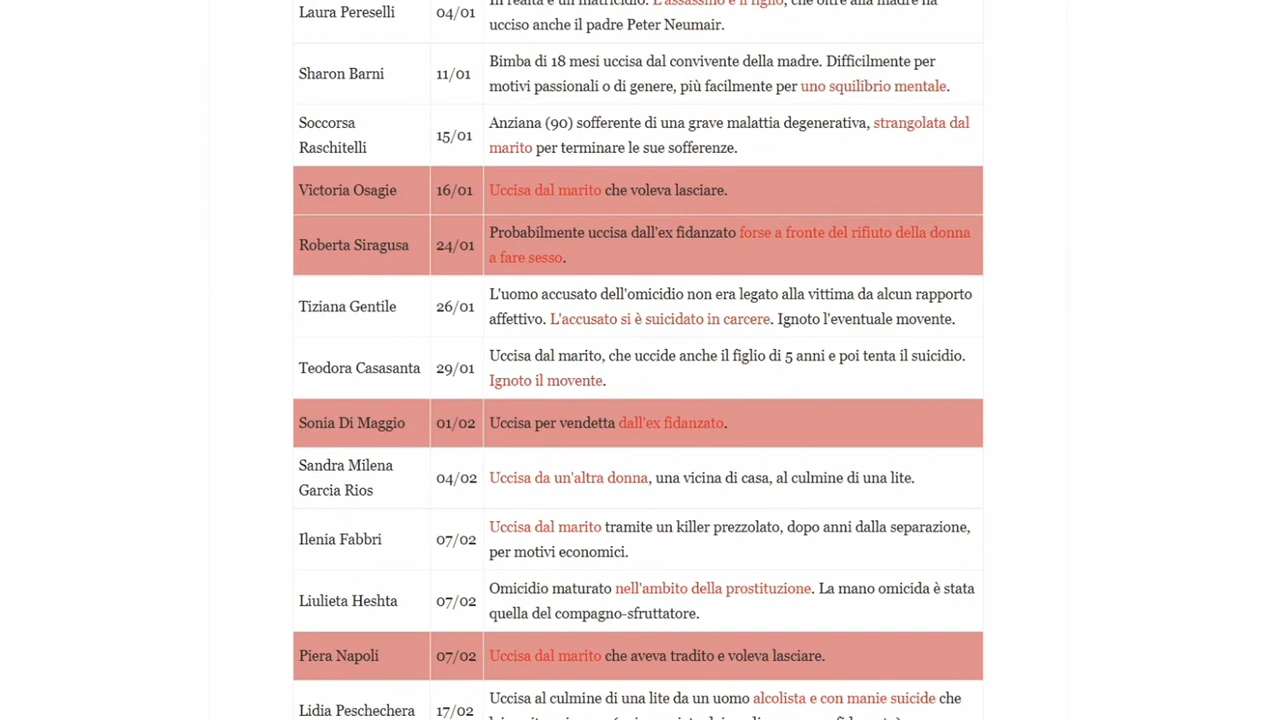 In realtà è un matricidio. L'assassino è il figlio, che oltre alla madre ha
Laura Pereselli 04/01
ucciso anche il padre Peter Neumair.
Bimba di 18 mesi uccisa dal convivente della madre. Difficilmente per
Sharon Barni 11/01
motivi passionali o di genere, più facilmente per uno squilibrio mentale.
Soccorsa
Raschitelli
15/01
Anziana (90) sofferente di una grave malattia degenerativa, strangolata dal
marito per terminare le sue sofferenze.
Victoria Osagie 16/01 Uccisa dal marito che voleva lasciare.
Roberta Siragusa 24/01
Probabilmente uccisa dall'ex fidanzato forse a fronte del rifiuto della donna
a fare sesso.
Tiziana Gentile 26/01
L'uomo accusato dell'omicidio non era legato alla vittima da alcun rapporto
affettivo. L'accusato si è suicidato in carcere. Ignoto l'eventuale movente.
Teodora Casasanta 29/01
Uccisa dal marito, che uccide anche il figlio di 5 anni e poi tenta il suicidio.
Ignoto il movente.
Sonia Di Maggio 01/02 Uccisa per vendetta dall'ex fidanzato.
Sandra Milena
Garcia Rios
04/02 Uccisa da un'altra donna, una vicina di casa, al culmine di una lite.
Ilenia Fabbri 07/02
Uccisa dal marito tramite un killer prezzolato, dopo anni dalla separazione,
per motivi economici.
Liulieta Heshta 07/02
Omicidio maturato nell'ambito della prostituzione. La mano omicida è stata
quella del compagno-sfruttatore.
Piera Napoli 07/02 Uccisa dal marito che aveva tradito e voleva lasciare.
Lidia Peschechera 17/02
Uccisa al culmine di una lite da un uomo alcolista e con manie suicide che